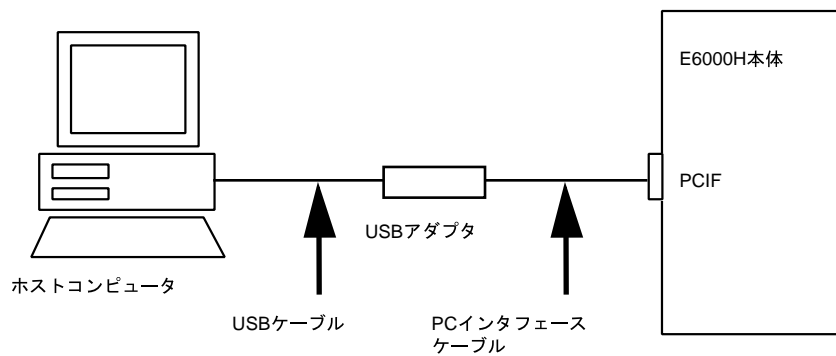 E6000H本体
PCIF
USBアダプタ
ホストコンピュータ
USBケーブル
PCインタフェース
ケーブル